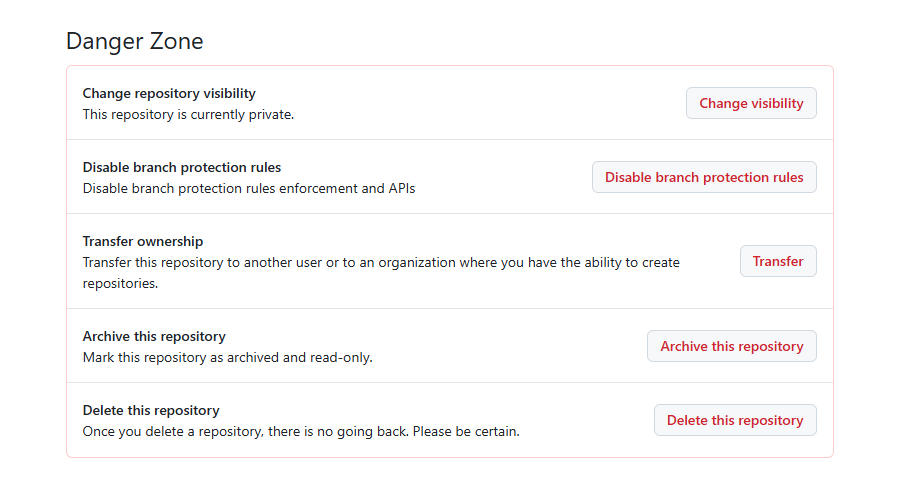 Danger Zone
Change repository visibility
This repository is currently private.
Change visibility
Disable branch protection rules
Disable branch protection rules enforcement and APIs
Disable branch protection rules
Transfer ownership
Transfer this repository to another user or to an organization where you have the ability to create
repositories.
Transfer
Archive this repository
Mark this repository as archived and read-only.
Archive this repository
Delete this repository
Once you delete a repository, there is no going back. Please be certain.
Delete this repository